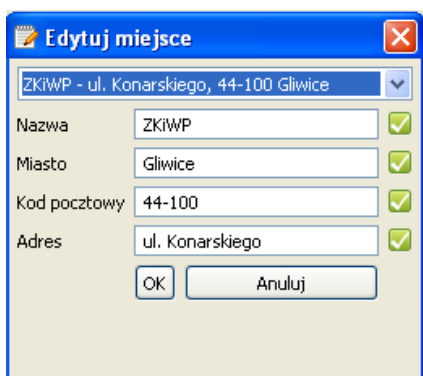 Edytuj miejsce
ZKiWP - ul. Konarskiego, 44-100 Gliwice
Nazwa ZKiWP
Miasto Gliwice
Kod pocztowy 44-100
Adres ul. Konarskiego
OK Anuluj